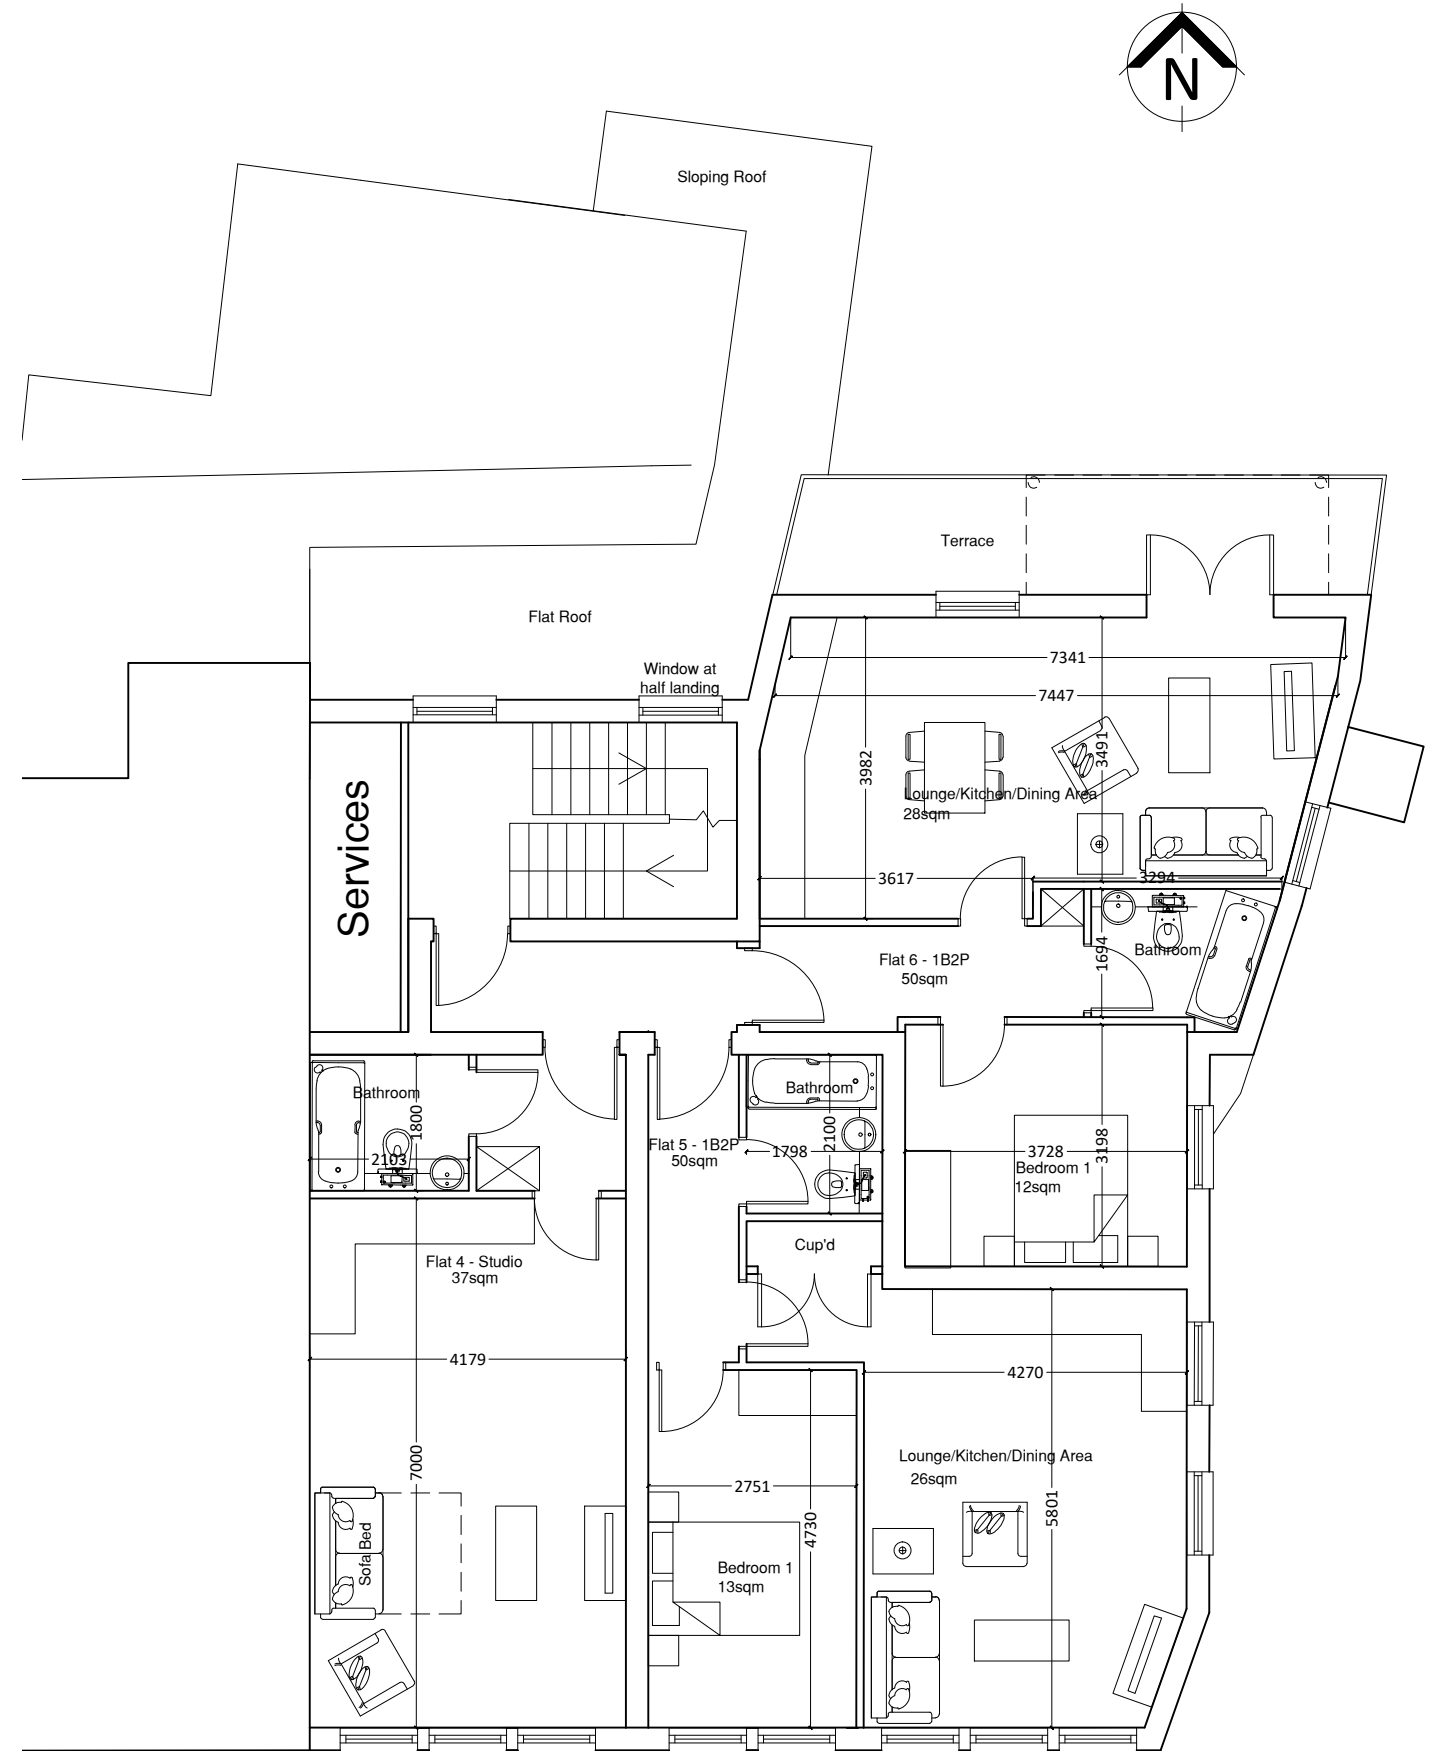 N
Sloping Roof
Terrace
Flat Roof
Window at
half landing
7341
7447
3982
3491
Lounge/Kitchen/Dining Area
28sqm
Services
3617
3294
Flat 6 - 1B2P
50sqm
1694
Bathroom
Bathroom
1800
2103
Flat 5 - 1B2P
50sqm
Bathroom
2100
1798
3728
3198
Bedroom 1
12sqm
Cup'd
Flat 4 - Studio
37sqm
4179
4270
7000
Lounge/Kitchen/Dining Area
26sqm
2751
4730
5801
Sofa Bed
Bedroom 1
13sqm